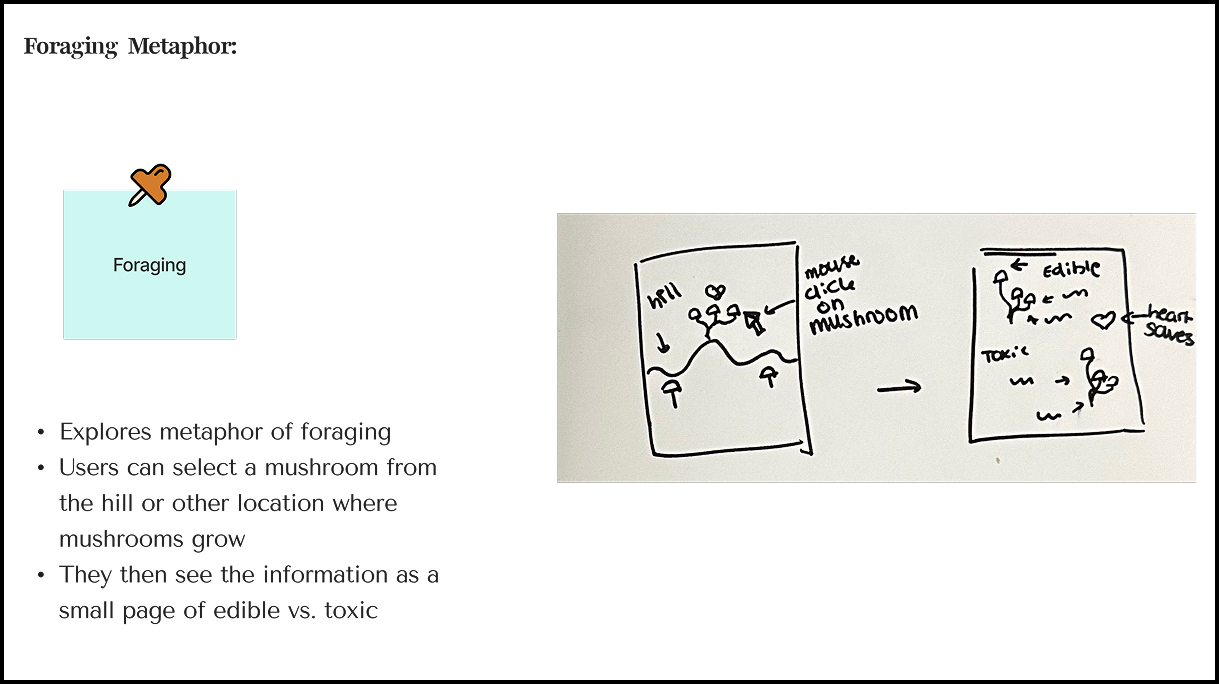 Foraging Metaphor:
Foraging
• Explores metaphor of foraging
• Users can select a mushroom from
the hill or other location where
mushrooms grow
• They then see the information as a
small page of edible vs. toxic
hill
mouse
click
on
mushroom
Edible
heart
saves
Toxic